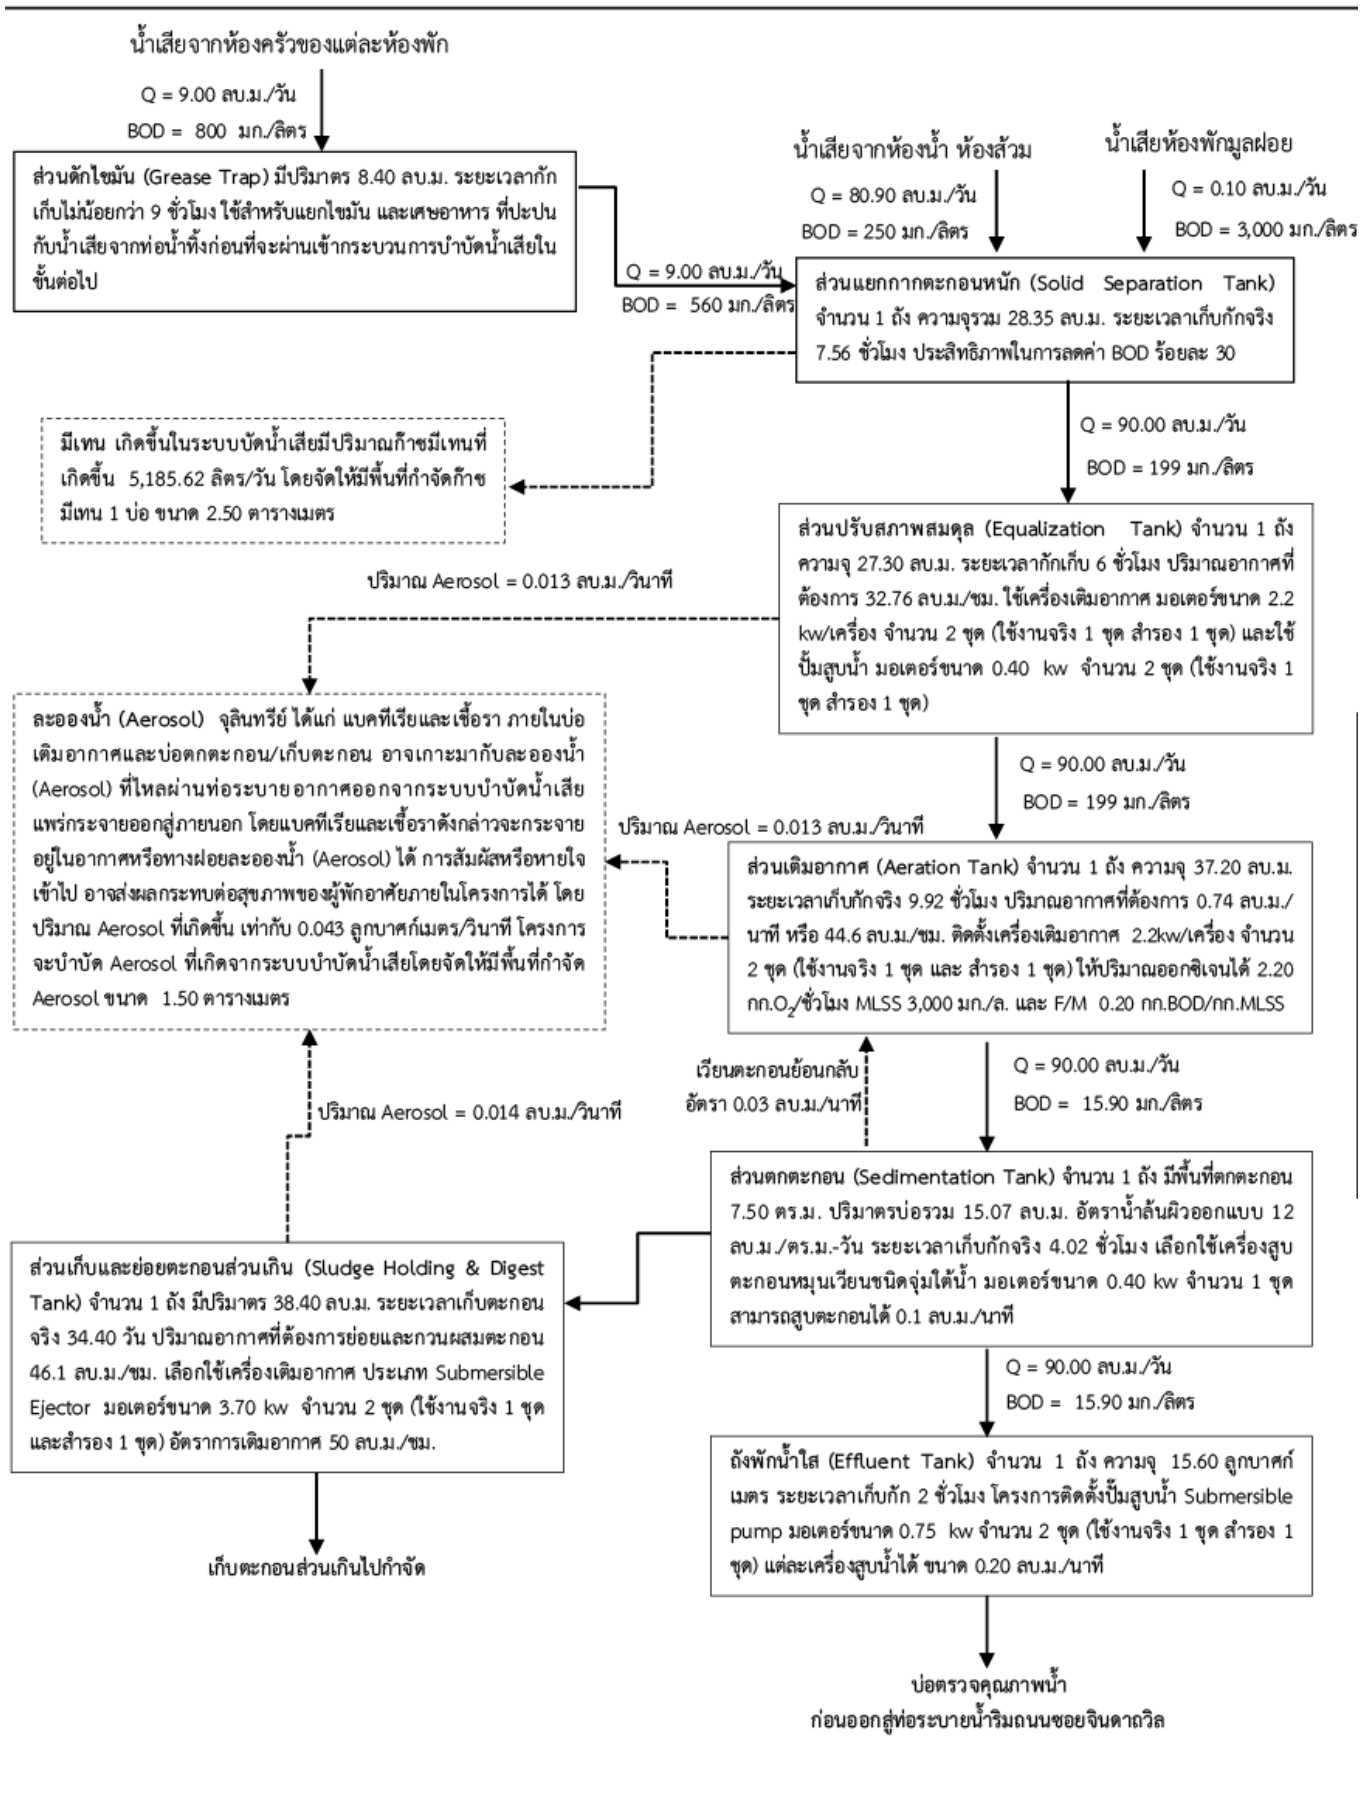 น้ำเสียจากห้องครัวของแต่ละห้องพัก
Q = 9.00 ลบ.ม./วัน
BOD = 800 มก./ลิตร
ส่วนดักไขมัน (Grease Trap) มีปริมาตร 8.40 ลบ.ม. ระยะเวลากัก
เก็บไม่น้อยกว่า 9 ชั่วโมง ใช้สำหรับแยกไขมัน และเศษอาหาร ที่ปะปน
กับน้ำเสียจากท่อน้ำทิ้งก่อนที่จะผ่านเข้ากระบวนการบำบัดน้ำเสียใน
ขั้นต่อไป
น้ำเสียจากห้องน้ำ ห้องส้วม
Q = 80.90 ลบ.ม./วัน
BOD = 250 มก./ลิตร
น้ำเสียห้องพักมูลฝอย
Q = 0.10 ลบ.ม./วัน
BOD = 3,000 มก./ลิตร
Q = 9.00 ลบ.ม./วัน
BOD = 560 มก./ลิตร
ส่วนแยกกากตะกอนหนัก (Solid Separation Tank)
จำนวน 1 ถัง ความจุรวม 28.35 ลบ.ม. ระยะเวลาเก็บกักจริง
7.56 ชั่วโมง ประสิทธิภาพในการลดค่า BOD ร้อยละ 30
Q = 90.00 ลบ.ม./วัน
BOD = 199 มก./ลิตร
มีเทน เกิดขึ้นในระบบบัดน้ำเสียมีปริมาณก๊าซมีเทนที่
เกิดขึ้น 5,185.62 ลิตร/วัน โดยจัดให้มีพื้นที่กำจัดก๊าซ
มีเทน 1 บ่อ ขนาด 2.50 ตารางเมตร
ส่วนปรับสภาพสมดุล (Equalization Tank) จำนวน 1 ถัง
ความจุ 27.30 ลบ.ม. ระยะเวลากักเก็บ 6 ชั่วโมง ปริมาณอากาศที่
ต้องการ 32.76 ลบ.ม./ชม. ใช้เครื่องเติมอากาศ มอเตอร์ขนาด 2.2
kw/เครื่อง จำนวน 2 ชุด (ใช้งานจริง 1 ชุด สำรอง 1 ชุด) และใช้
ปั้มสูบน้ำ มอเตอร์ขนาด 0.40 kw จำนวน 2 ชุด (ใช้งานจริง 1
ชุด สำรอง 1 ชุด)
ปริมาณ Aerosol = 0.013 ลบ.ม./วินาที
ละอองน้ำ (Aerosol) จุลินทรีย์ ได้แก่ แบคทีเรียและเชื้อรา ภายในบ่อ
เติมอากาศและบ่อตกตะกอน/เก็บตะกอน อาจเกาะมากับละอองน้ำ
(Aerosol) ที่ไหลผ่านท่อระบายอากาศออกจากระบบบำบัดน้ำเสีย
แพร่กระจายออกสู่ภายนอก โดยแบคทีเรียและเชื้อราดังกล่าวจะกระจาย
อยู่ในอากาศหรือทางฝอยละอองน้ำ (Aerosol) ได้ การสัมผัสหรือหายใจ
เข้าไป อาจส่งผลกระทบต่อสุขภาพของผู้พักอาศัยภายในโครงการได้ โดย
ปริมาณ Aerosol ที่เกิดขึ้น เท่ากับ 0.043 ลูกบาศก์เมตร/วินาที โครงการ
จะบำบัด Aerosol ที่เกิดจากระบบบำบัดน้ำเสียโดยจัดให้มีพื้นที่กำจัด
Aerosol ขนาด 1.50 ตารางเมตร
Q = 90.00 ลบ.ม./วัน
BOD = 199 มก./ลิตร
ปริมาณ Aerosol = 0.013 ลบ.ม./วินาที
ส่วนเติมอากาศ (Aeration Tank) จำนวน 1 ถัง ความจุ 37.20 ลบ.ม.
ระยะเวลาเก็บกักจริง 9.92 ชั่วโมง ปริมาณอากาศที่ต้องการ 0.74 ลบ.ม./
นาที หรือ 44.6 ลบ.ม./ชม. ติดตั้งเครื่องเติมอากาศ 2.2kw/เครื่อง จำนวน
2 ชุด (ใช้งานจริง 1 ชุด และ สำรอง 1 ชุด) ให้ปริมาณออกซิเจนได้ 2.20
กก.O₂/ชั่วโมง MLSS 3,000 มก./ล. และ F/M 0.20 กก.BOD/กก.MLSS
เวียนตะกอนย้อนกลับ
อัตรา 0.03 ลบ.ม./นาที
Q = 90.00 ลบ.ม./วัน
BOD = 15.90 มก./ลิตร
ปริมาณ Aerosol = 0.014 ลบ.ม./วินาที
ส่วนตกตะกอน (Sedimentation Tank) จำนวน 1 ถัง มีพื้นที่ตกตะกอน
7.50 ตร.ม. ปริมาตรบ่อรวม 15.07 ลบ.ม. อัตราน้ำล้นผิวออกแบบ 12
ลบ.ม./ตร.ม.-วัน ระยะเวลาเก็บกักจริง 4.02 ชั่วโมง เลือกใช้เครื่องสูบ
ตะกอนหมุนเวียนชนิดจุ่มใต้น้ำ มอเตอร์ขนาด 0.40 kw จำนวน 1 ชุด
สามารถสูบตะกอนได้ 0.1 ลบ.ม./นาที
ส่วนเก็บและย่อยตะกอนส่วนเกิน (Sludge Holding & Digest
Tank) จำนวน 1 ถัง มีปริมาตร 38.40 ลบ.ม. ระยะเวลาเก็บตะกอน
จริง 34.40 วัน ปริมาณอากาศที่ต้องการย่อยและกวนผสมตะกอน
46.1 ลบ.ม./ชม. เลือกใช้เครื่องเติมอากาศ ประเภท Submersible
Ejector มอเตอร์ขนาด 3.70 kw จำนวน 2 ชุด (ใช้งานจริง 1 ชุด
และสำรอง 1 ชุด) อัตราการเติมอากาศ 50 ลบ.ม./ชม.
เก็บตะกอนส่วนเกินไปกำจัด
Q = 90.00 ลบ.ม./วัน
BOD = 15.90 มก./ลิตร
ถังพักน้ำใส (Effluent Tank) จำนวน 1 ถัง ความจุ 15.60 ลูกบาศก์
เมตร ระยะเวลาเก็บกัก 2 ชั่วโมง โครงการติดตั้งปั๊มสูบน้ำ Submersible
pump มอเตอร์ขนาด 0.75 kw จำนวน 2 ชุด (ใช้งานจริง 1 ชุด สำรอง 1
ชุด) แต่ละเครื่องสูบน้ำได้ ขนาด 0.20 ลบ.ม./นาที
บ่อตรวจคุณภาพน้ำ
ก่อนออกสู่ท่อระบายน้ำริมถนนซอยจินดาถวิล